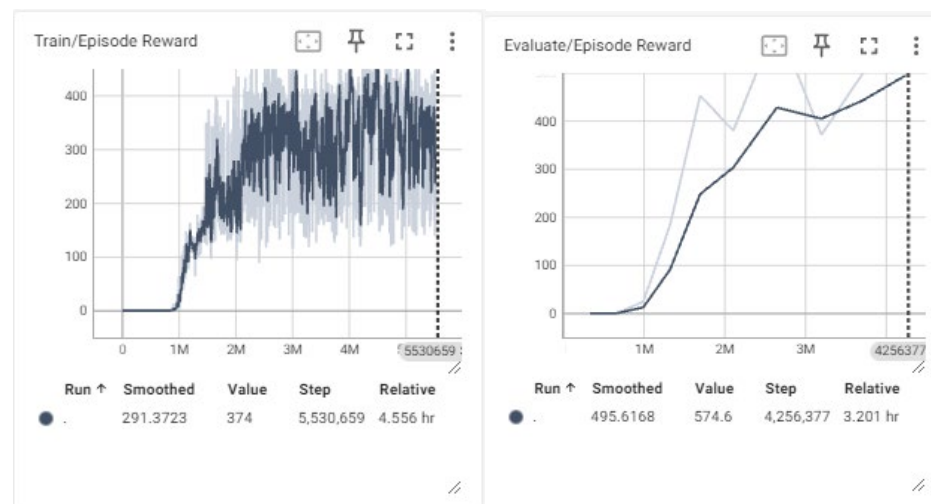 Train/Episode Reward
400
300
200
100
0
0 1M 2M 3M 4M 5530659
Run ↑ Smoothed Value Step Relative
. 291.3723 374 5,530,659 4.556 hr
Evaluate/Episode Reward
400
300
200
100
0
1M 2M 3M 4256377
Run ↑ Smoothed Value Step Relative
. 495.6168 574.6 4,256,377 3.201 hr